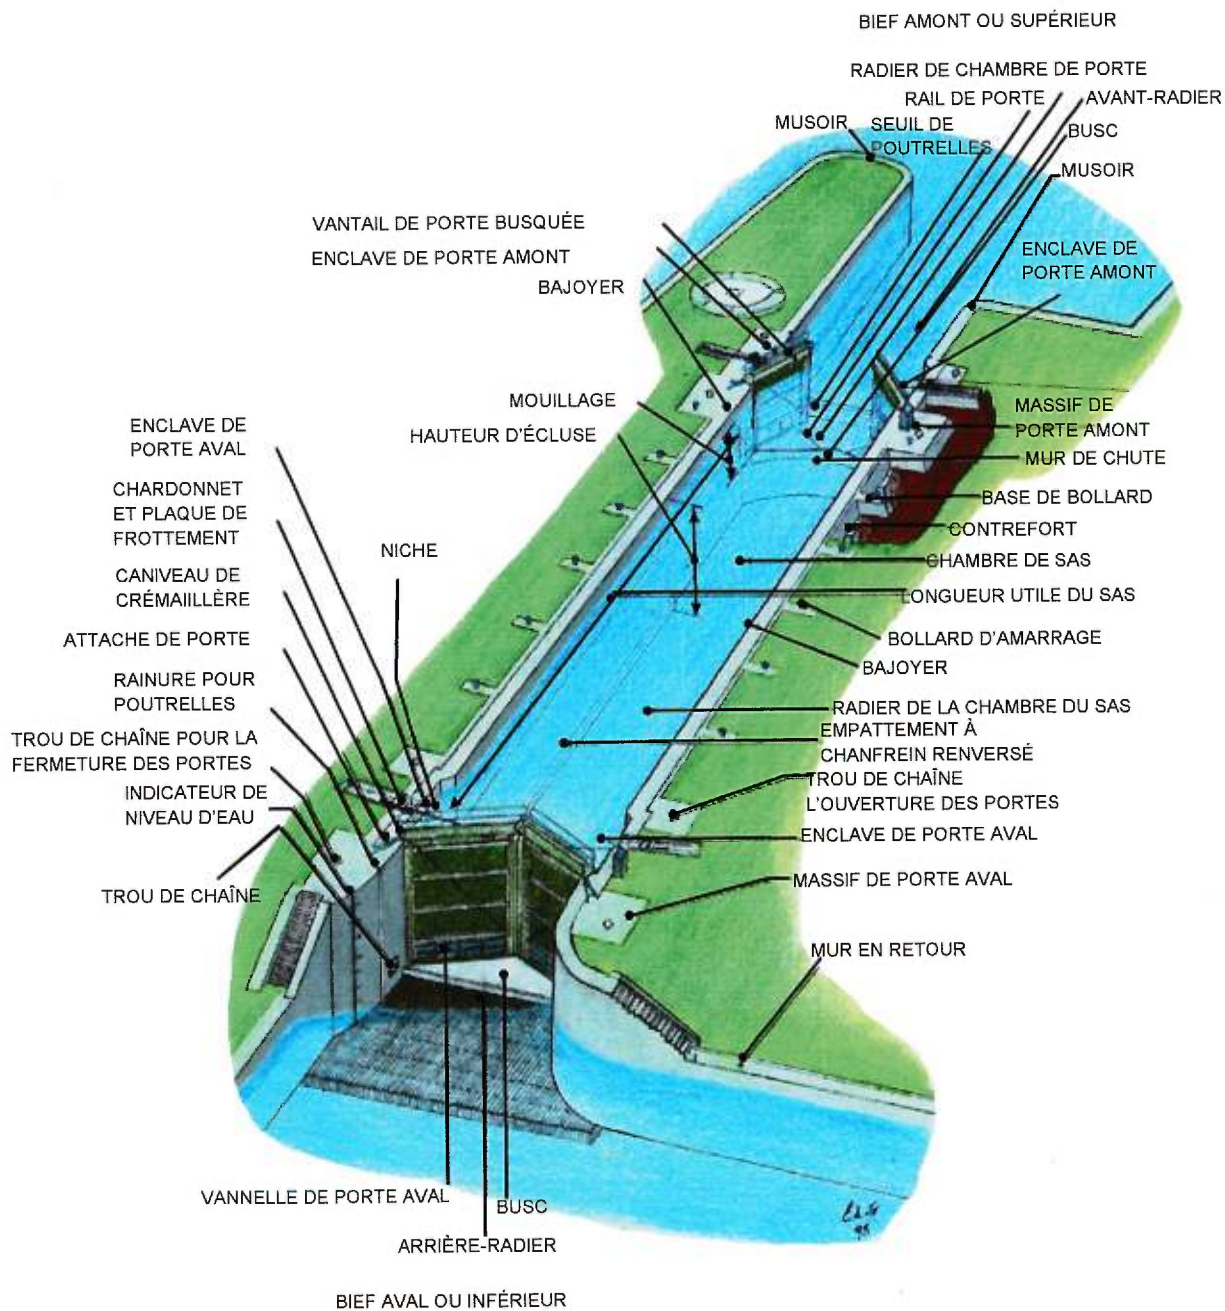 BIEF AMONT OU SUPÉRIEUR
RADIER DE CHAMBRE DE PORTE
RAIL DE PORTE
AVANT-RADIER
MUSOIR
SEUIL DE
POUTRELLES
BUSC
MUSOIR
VANTAIL DE PORTE BUSQUÉE
ENCLAVE DE PORTE AMONT
BAJOYER
ENCLAVE DE
PORTE AMONT
MOUILLAGE
HAUTEUR D'ÉCLUSE
MASSIF DE
PORTE AMONT
MUR DE CHUTE
BASE DE BOLLARD
CONTREFORT
CHAMBRE DE SAS
LONGUEUR UTILE DU SAS
BOLLARD D'AMARRAGE
BAJOYER
RADIER DE LA CHAMBRE DU SAS
EMPATTEMENT À
CHANFREIN RENVERSÉ
TROU DE CHAÎNE
L'OUVERTURE DES PORTES
ENCLAVE DE PORTE AVAL
MASSIF DE PORTE AVAL
MUR EN RETOUR
ENCLAVE DE
PORTE AVAL
CHARDONNET
ET PLAQUE DE
FROTTEMENT
NICHE
CANIVEAU DE
CRÉMAIILLÈRE
ATTACHE DE PORTE
RAINURE POUR
POUTRELLES
TROU DE CHAÎNE POUR LA
FERMETURE DES PORTES
INDICATEUR DE
NIVEAU D'EAU
TROU DE CHAÎNE
VANNELLE DE PORTE AVAL
BUSC
ARRIÈRE-RADIER
BIEF AVAL OU INFÉRIEUR